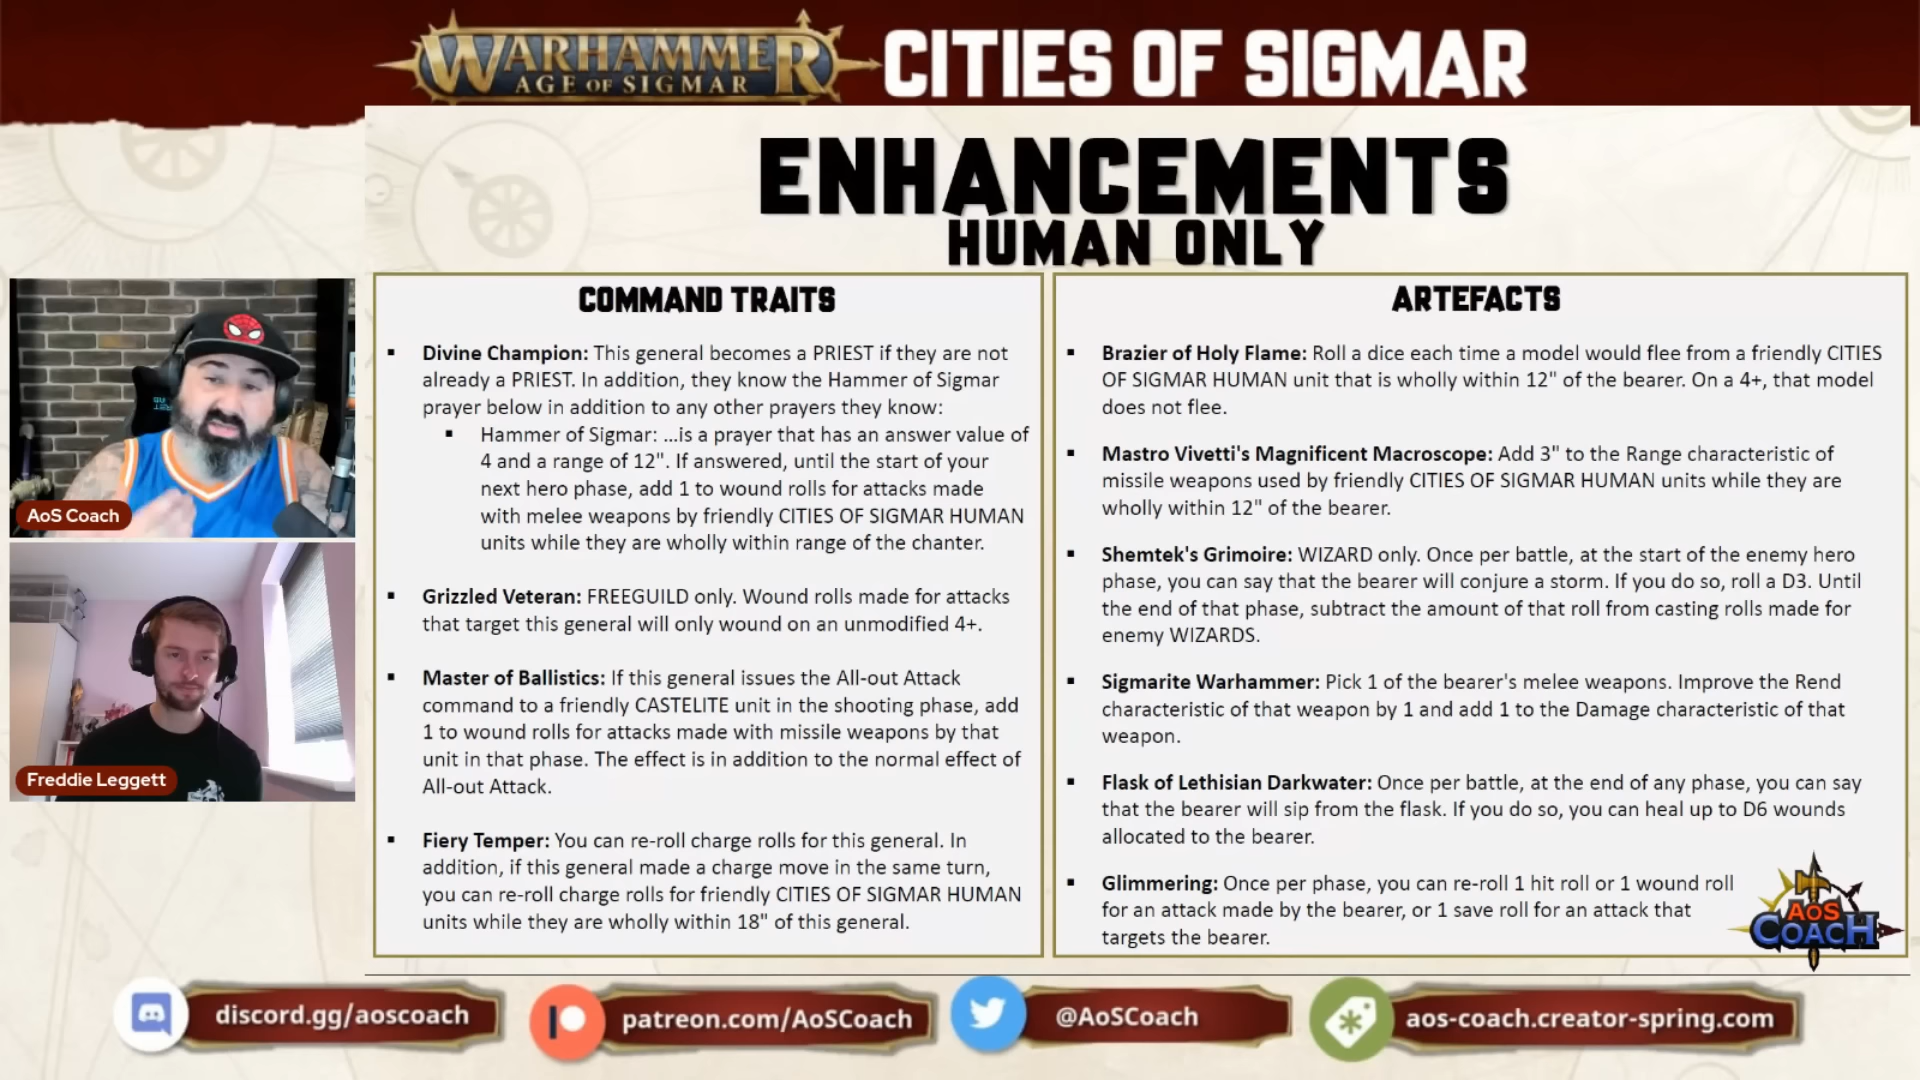 WARHAMMER
AGE OF SIGMAR
CITIES OF SIGMAR
ENHANCEMENTS
HUMAN ONLY
AoS Coach
Freddie Leggett
COMMAND TRAITS
▪ Divine Champion: This general becomes a PRIEST if they are not
already a PRIEST. In addition, they know the Hammer of Sigmar
prayer below in addition to any other prayers they know:
▪ Hammer of Sigmar: ...is a prayer that has an answer value of
4 and a range of 12". If answered, until the start of your
next hero phase, add 1 to wound rolls for attacks made
with melee weapons by friendly CITIES OF SIGMAR HUMAN
units while they are wholly within range of the chanter.
▪ Grizzled Veteran: FREEGUILD only. Wound rolls made for attacks
that target this general will only wound on an unmodified 4+.
▪ Master of Ballistics: If this general issues the All-out Attack
command to a friendly CASTELITE unit in the shooting phase, add
1 to wound rolls for attacks made with missile weapons by that
unit in that phase. The effect is in addition to the normal effect of
All-out Attack.
▪ Fiery Temper: You can re-roll charge rolls for this general. In
addition, if this general made a charge move in the same turn,
you can re-roll charge rolls for friendly CITIES OF SIGMAR HUMAN
units while they are wholly within 18" of this general.
ARTEFACTS
▪ Brazier of Holy Flame: Roll a dice each time a model would flee from a friendly CITIES
OF SIGMAR HUMAN unit that is wholly within 12" of the bearer. On a 4+, that model
does not flee.
▪ Mastro Vivetti's Magnificent Macroscope: Add 3" to the Range characteristic of
missile weapons used by friendly CITIES OF SIGMAR HUMAN units while they are
wholly within 12" of the bearer.
▪ Shemtek's Grimoire: WIZARD only. Once per battle, at the start of the enemy hero
phase, you can say that the bearer will conjure a storm. If you do so, roll a D3. Until
the end of that phase, subtract the amount of that roll from casting rolls made for
enemy WIZARDS.
▪ Sigmarite Warhammer: Pick 1 of the bearer's melee weapons. Improve the Rend
characteristic of that weapon by 1 and add 1 to the Damage characteristic of that
weapon.
▪ Flask of Lethisian Darkwater: Once per battle, at the end of any phase, you can say
that the bearer will sip from the flask. If you do so, you can heal up to D6 wounds
allocated to the bearer.
▪ Glimmering: Once per phase, you can re-roll 1 hit roll or 1 wound roll
for an attack made by the bearer, or 1 save roll for an attack that
targets the bearer.
AoS
COACH
discord.gg/aoscoach
patreon.com/AoSCoach
@AoSCoach
aos-coach.creator-spring.com